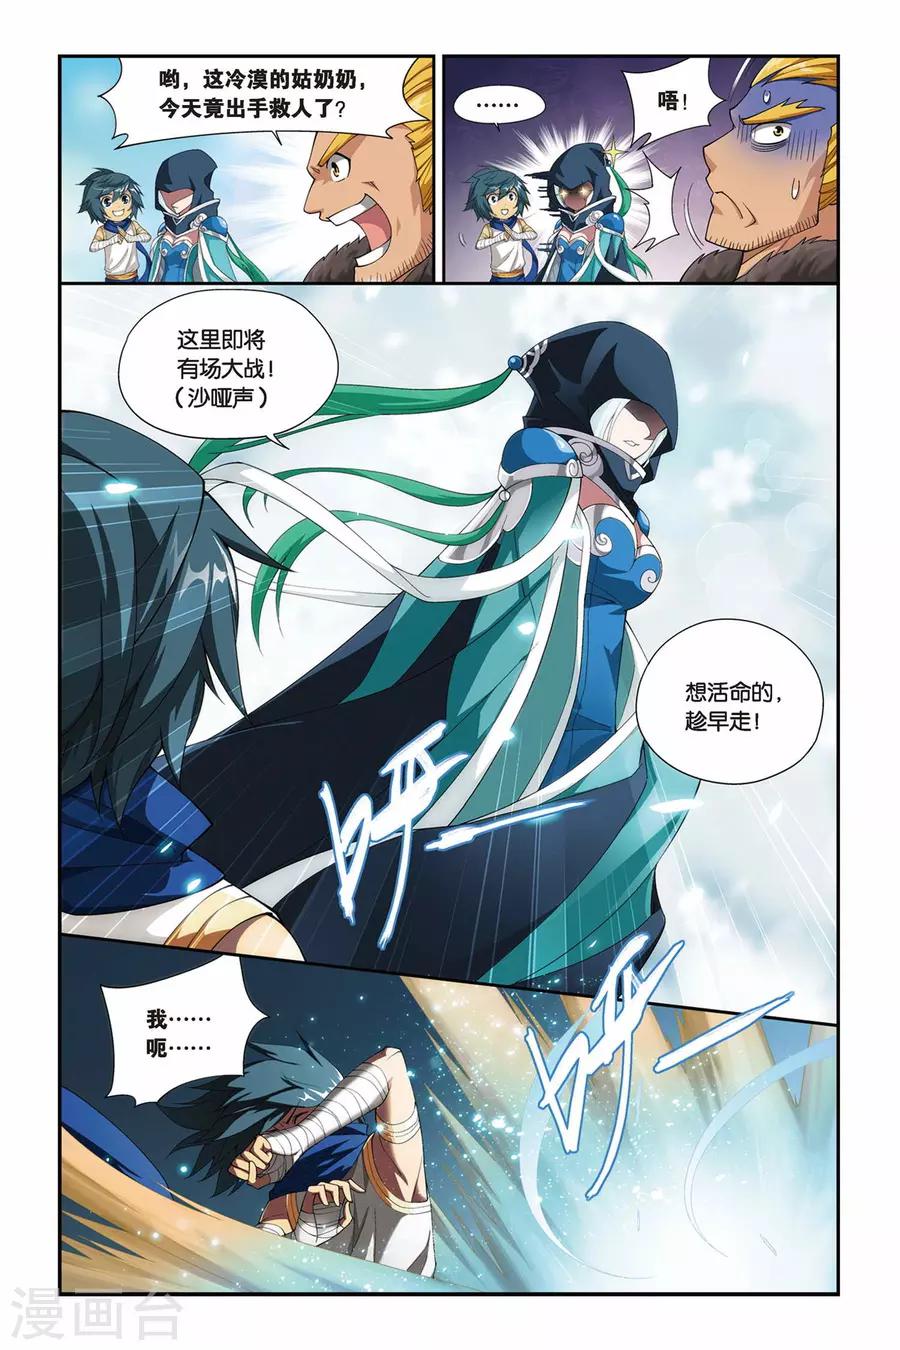 哟，这冷漠的姑奶奶，
今天竟出手救人了？
……
唔！
这里即将
有场大战！
（沙哑声）
想活命的，
趁早走！
呼—
呼—
我……
呃……
漫画台